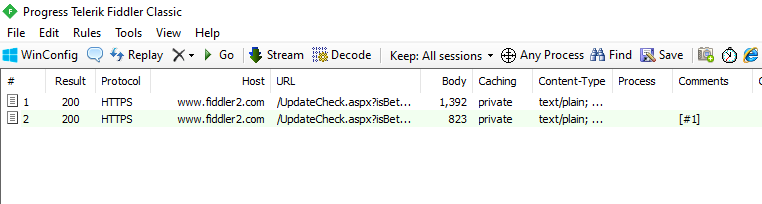 Progress Telerik Fiddler Classic
File Edit Rules Tools View Help
WinConfig Replay Go Stream Decode Keep: All sessions Any Process Find Save
# Result Protocol Host URL Body Caching Content-Type Process Comments
1 200 HTTPS www.fiddler2.com /UpdateCheck.aspx?isBet... 1,392 private text/plain; ...
2 200 HTTPS www.fiddler2.com /UpdateCheck.aspx?isBet... 823 private text/plain; ... [#1]